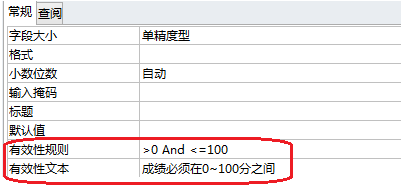 常规 查阅
字段大小 单精度型
格式
小数位数 自动
输入掩码
标题
默认值
有效性规则 >0 And <=100
有效性文本 成绩必须在0~100分之间